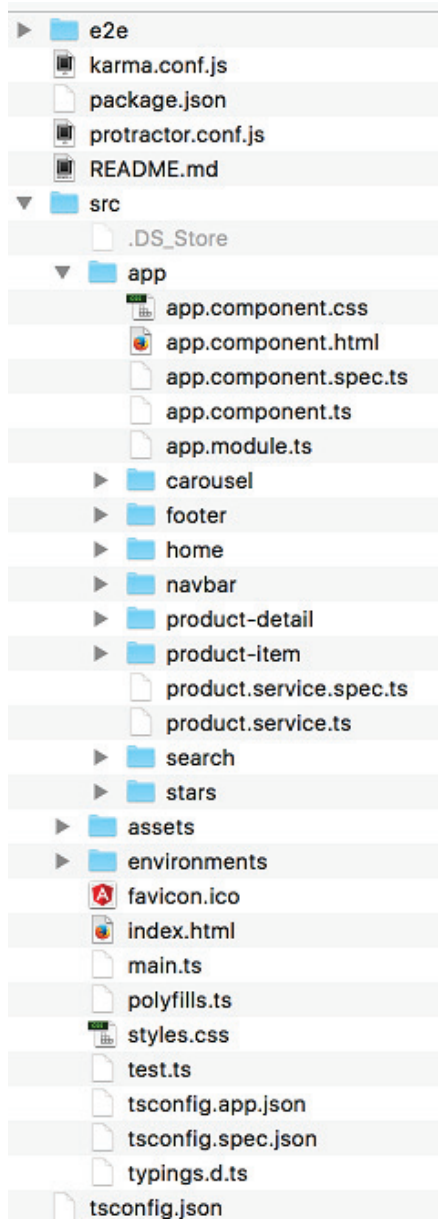 e2e
karma.conf.js
package.json
protractor.conf.js
README.md
src
.DS_Store
app
app.component.css
app.component.html
app.component.spec.ts
app.component.ts
app.module.ts
carousel
footer
home
navbar
product-detail
product-item
product.service.spec.ts
product.service.ts
search
stars
assets
environments
favicon.ico
index.html
main.ts
polyfills.ts
styles.css
test.ts
tsconfig.app.json
tsconfig.spec.json
typings.d.ts
tsconfig.json